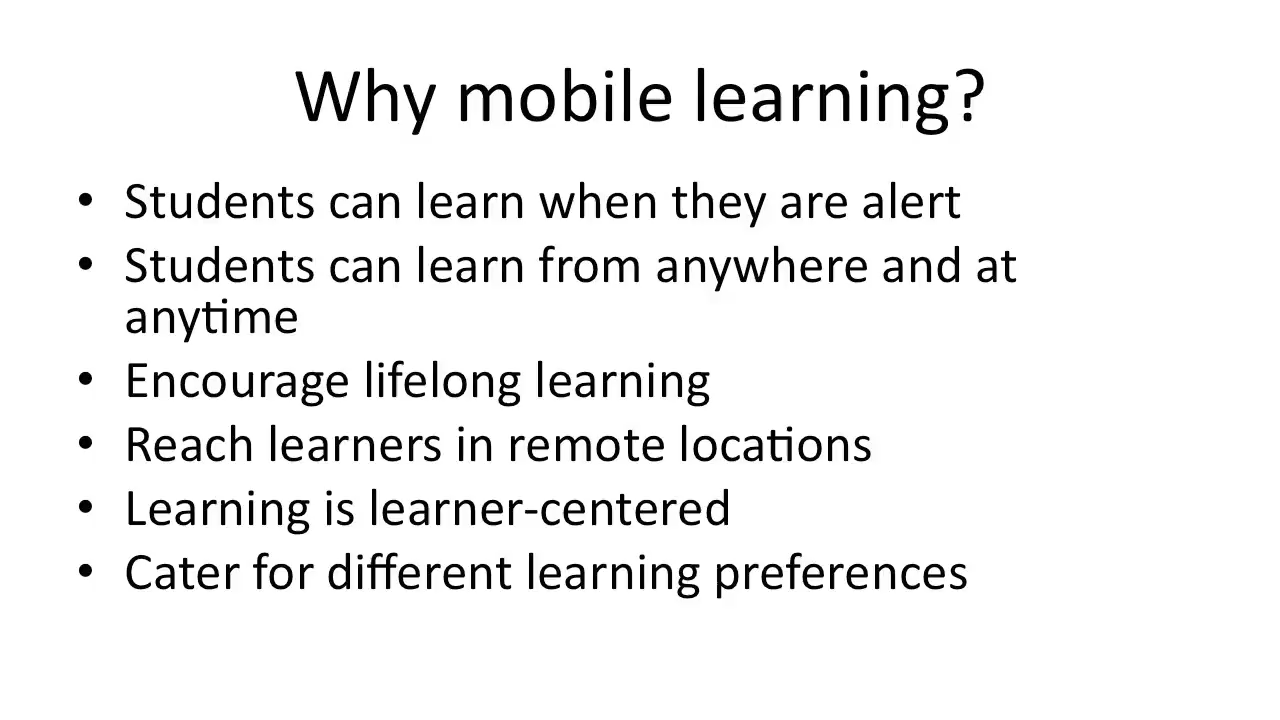 Why mobile learning?
• Students can learn when they are alert
• Students can learn from anywhere and at
anytime
• Encourage lifelong learning
• Reach learners in remote locations
• Learning is learner-centered
• Cater for different learning preferences